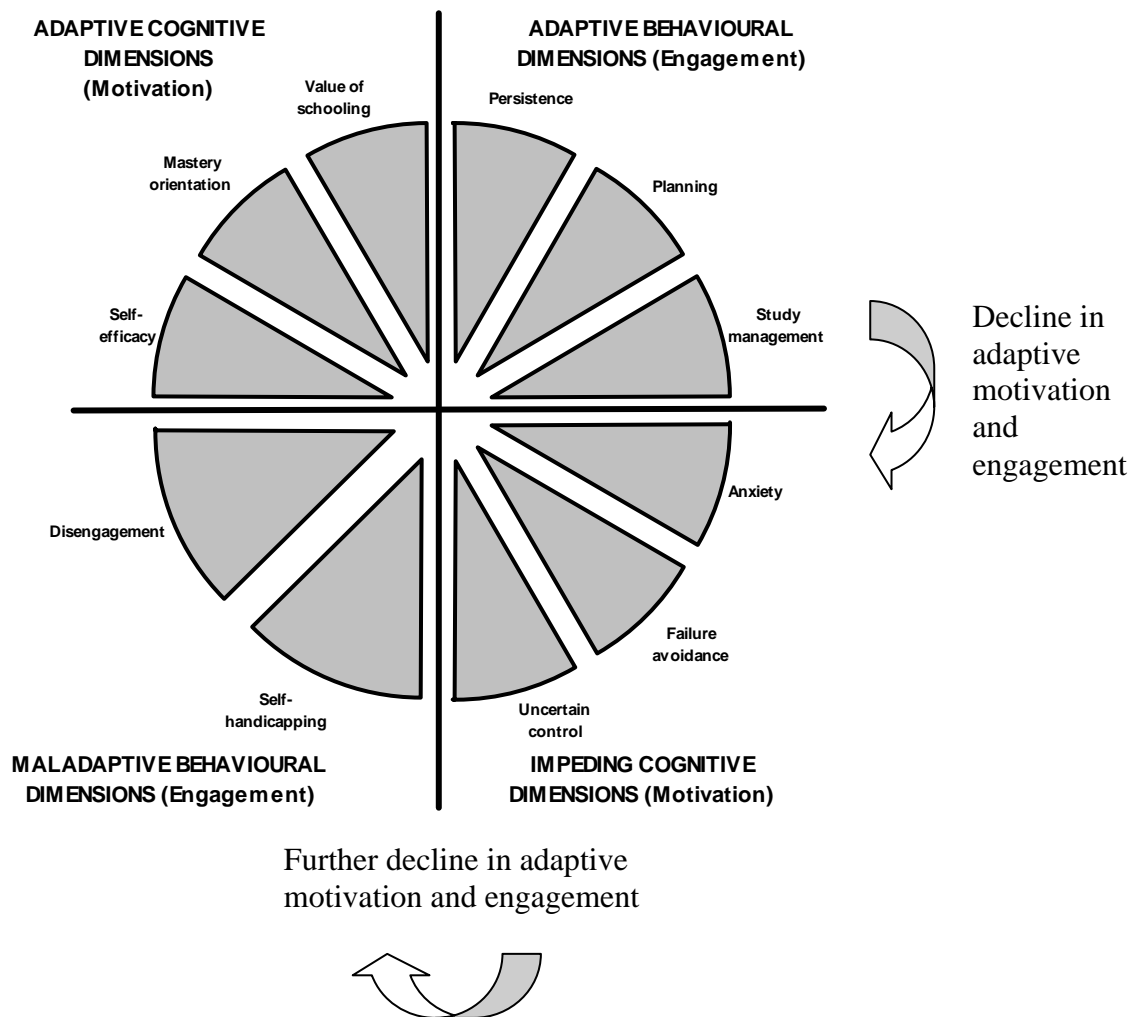 ADAPTIVE COGNITIVE
DIMENSIONS
(Motivation)
ADAPTIVE BEHAVIOURAL
DIMENSIONS (Engagement)
Value of
schooling
Persistence
Mastery
orientation
Planning
Self-
efficacy
Study
management
Decline in
adaptive
motivation
and
engagement
Disengagement
Anxiety
Failure
avoidance
Self-
handicapping
Uncertain
control
MALADAPTIVE BEHAVIOURAL
DIMENSIONS (Engagement)
IMPEDING COGNITIVE
DIMENSIONS (Motivation)
Further decline in adaptive
motivation and engagement